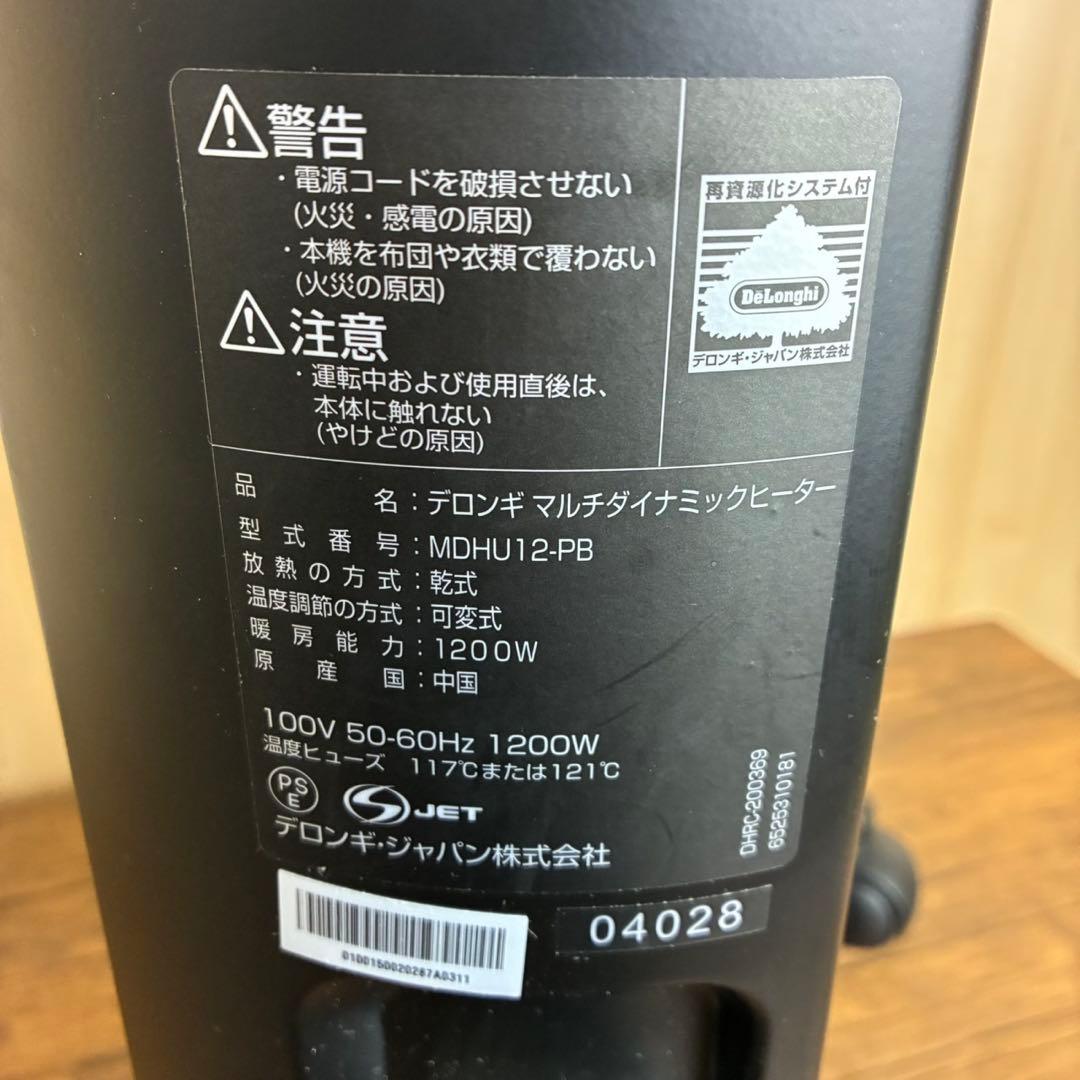 警告
・電源コードを破損させない
(火災・感電の原因)
・本機を布団や衣類で覆わない
(火災の原因)
注意
・運転中および使用直後は、
本体に触れない
(やけどの原因)
再資源化システム付
DeLonghi
デロンギ・ジャパン株式会社
品名：デロンギ マルチダイナミックヒーター
型式番号：MDHU12-PB
放熱の方式：乾式
温度調節の方式：可変式
暖房能力：1200W
原産国：中国
100V 50-60Hz 1200W
温度ヒューズ 117℃または121℃
PS
E
JET
デロンギ・ジャパン株式会社
DHRC-200369
6525310181
04028
0100150020287A0311